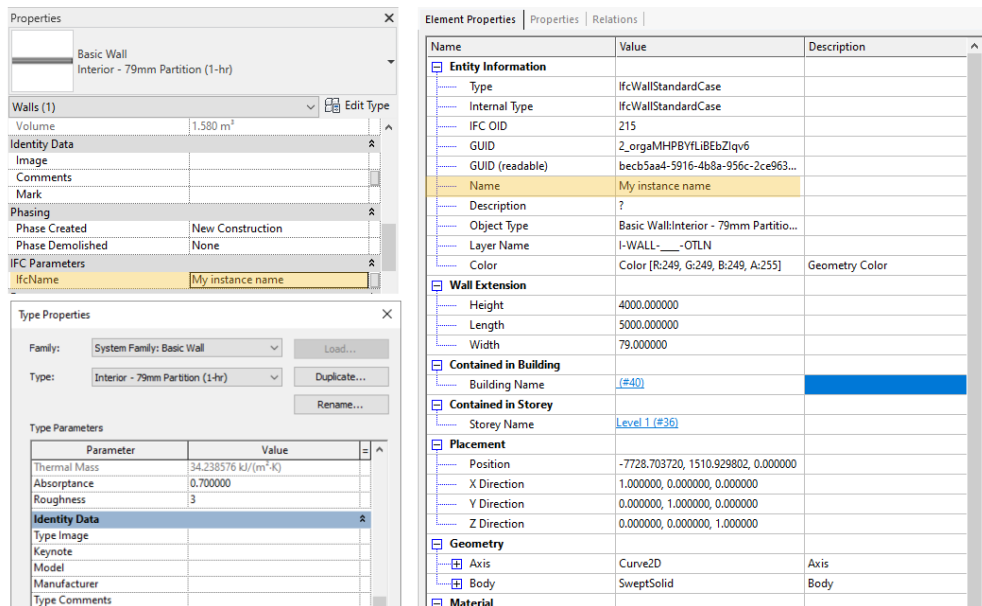 Properties
Basic Wall
Interior - 79mm Partition (1-hr)
Walls (1) Edit Type
Volume 1.580 m³
Identity Data
Image
Comments
Mark
Phasing
Phase Created New Construction
Phase Demolished None
IFC Parameters
IfcName My instance name
Type Properties
Family: System Family: Basic Wall Load...
Type: Interior - 79mm Partition (1-hr) Duplicate...
Rename...
Type Parameters
Parameter Value =
Thermal Mass 34.238576 kJ/(m²·K)
Absorptance 0.700000
Roughness 3
Identity Data
Type Image
Keynote
Model
Manufacturer
Type Comments
Element Properties Properties Relations
Name Value Description
Entity Information
Type IfcWallStandardCase
Internal Type IfcWallStandardCase
IFC OID 215
GUID 2_orgaMHPBYfLiBEbZlqv6
GUID (readable) becb5aa4-5916-4b8a-956c-2ce963...
Name My instance name
Description ?
Object Type Basic Wall:Interior - 79mm Partitio...
Layer Name I-WALL-___-OTLN
Color Color [R:249, G:249, B:249, A:255] Geometry Color
Wall Extension
Height 4000.000000
Length 5000.000000
Width 79.000000
Contained in Building
Building Name (#40)
Contained in Storey
Storey Name Level 1 (#36)
Placement
Position -7728.703720, 1510.929802, 0.000000
X Direction 1.000000, 0.000000, 0.000000
Y Direction 0.000000, 1.000000, 0.000000
Z Direction 0.000000, 0.000000, 1.000000
Geometry
Axis Curve2D Axis
Body SweptSolid Body
Material